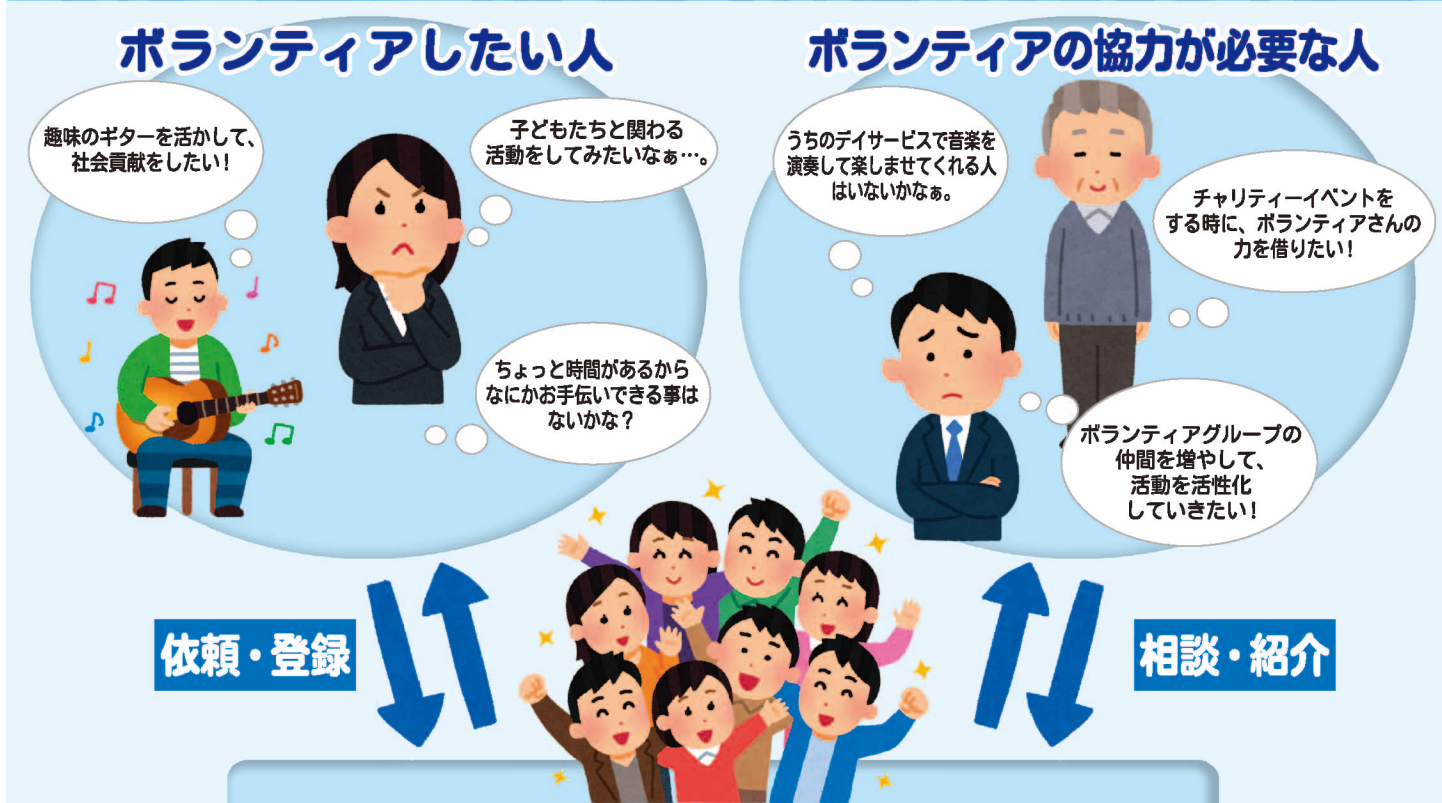 ボランティアしたい人
趣味のギターを活かして、
社会貢献をしたい!
子どもたちと関わる
活動をしてみたいなぁ…。
ちょっと時間があるから
なにかお手伝いできる事は
ないかな?
ボランティアの協力が必要な人
うちのデイサービスで音楽を
演奏して楽しませてくれる人
はいないかなぁ。
チャリティーイベントを
する時に、ボランティアさんの
力を借りたい!
ボランティアグループの
仲間を増やして、
活動を活性化
していきたい!
依頼・登録
相談・紹介